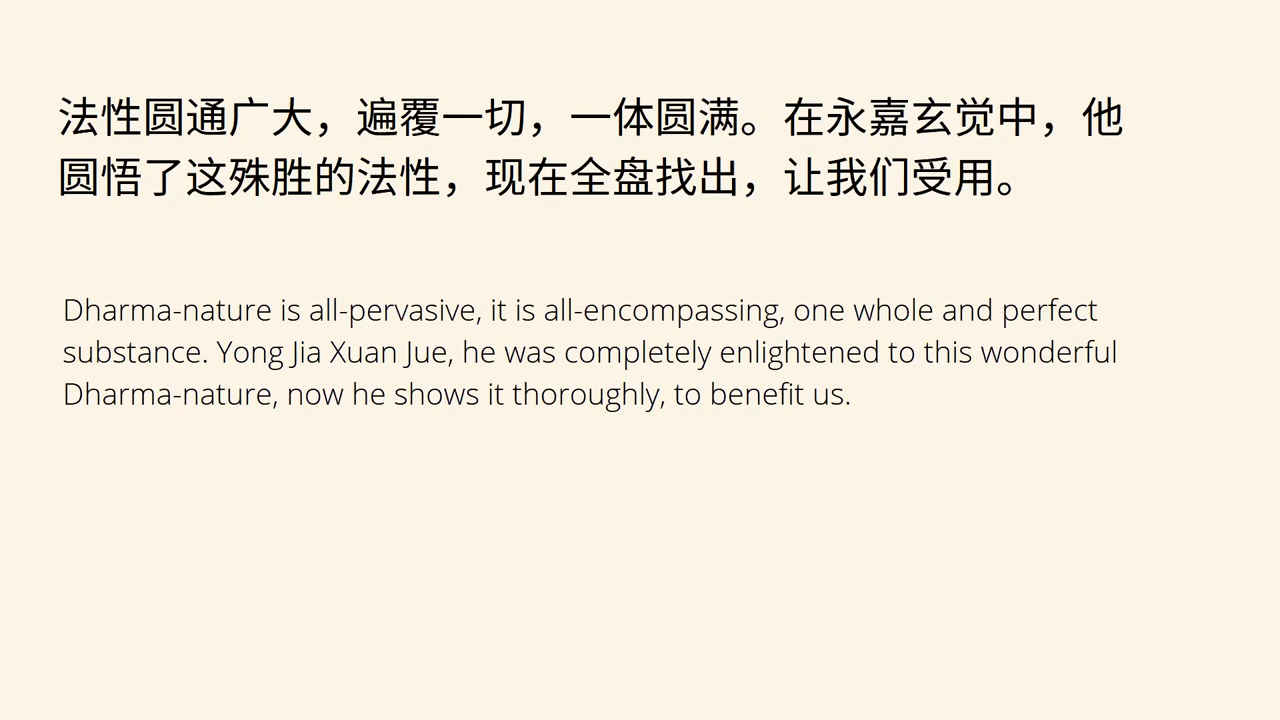 法性圆通广大，遍覆一切，一体圆满。在永嘉玄觉中，他
圆悟了这殊胜的法性，现在全盘找出，让我们受用。
Dharma-nature is all-pervasive, it is all-encompassing, one whole and perfect
substance. Yong Jia Xuan Jue, he was completely enlightened to this wonderful
Dharma-nature, now he shows it thoroughly, to benefit us.